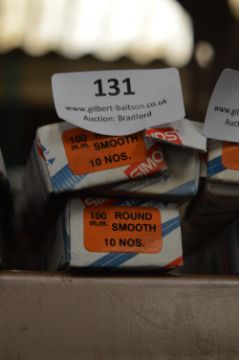 131
www.gilbert-baitson.co.uk
Auction: Bradford
100
m.m. SMOOTH
10 NOS.
100 ROUND
m.m. SMOOTH
10 NOS.